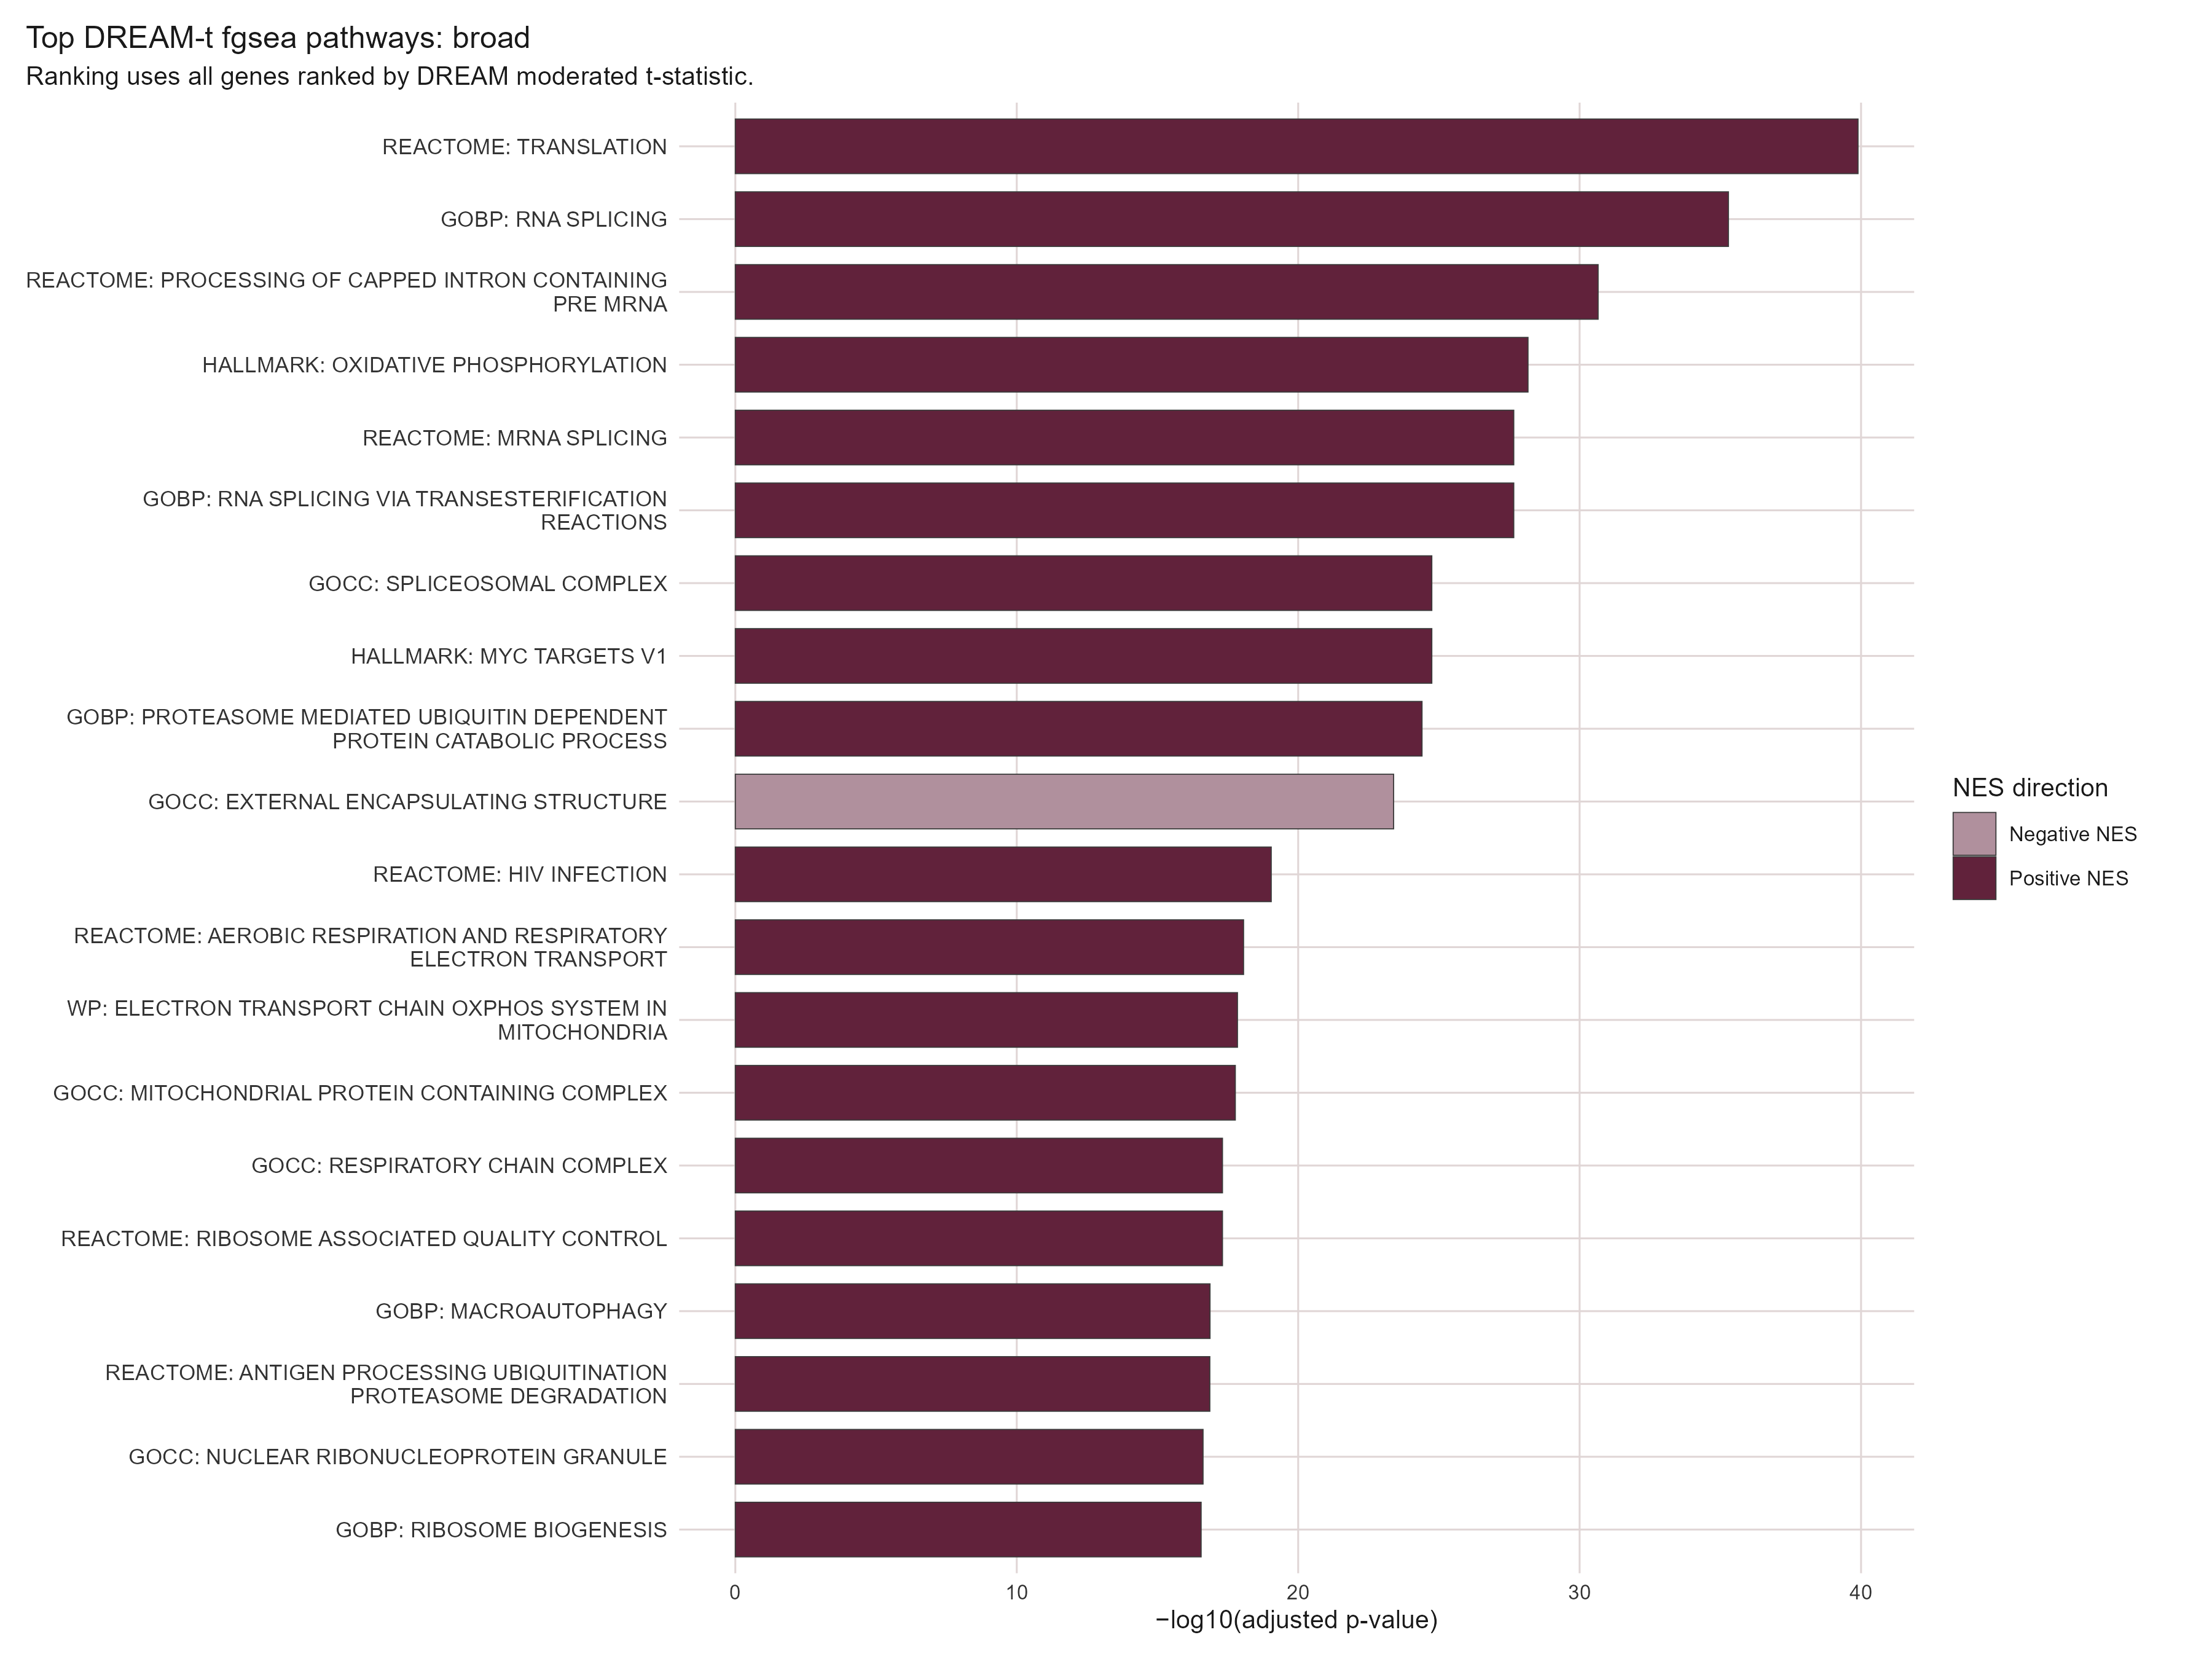 Top DREAM-t fgsea pathways: broad
Ranking uses all genes ranked by DREAM moderated t-statistic.
REACTOME: TRANSLATION
GOBP: RNA SPLICING
REACTOME: PROCESSING OF CAPPED INTRON CONTAINING
PRE MRNA
HALLMARK: OXIDATIVE PHOSPHORYLATION
REACTOME: MRNA SPLICING
GOBP: RNA SPLICING VIA TRANSESTERIFICATION
REACTIONS
GOCC: SPLICEOSOMAL COMPLEX
HALLMARK: MYC TARGETS V1
GOBP: PROTEASOME MEDIATED UBIQUITIN DEPENDENT
PROTEIN CATABOLIC PROCESS
GOCC: EXTERNAL ENCAPSULATING STRUCTURE
REACTOME: HIV INFECTION
REACTOME: AEROBIC RESPIRATION AND RESPIRATORY
ELECTRON TRANSPORT
WP: ELECTRON TRANSPORT CHAIN OXPHOS SYSTEM IN
MITOCHONDRIA
GOCC: MITOCHONDRIAL PROTEIN CONTAINING COMPLEX
GOCC: RESPIRATORY CHAIN COMPLEX
REACTOME: RIBOSOME ASSOCIATED QUALITY CONTROL
GOBP: MACROAUTOPHAGY
REACTOME: ANTIGEN PROCESSING UBIQUITINATION
PROTEASOME DEGRADATION
GOCC: NUCLEAR RIBONUCLEOPROTEIN GRANULE
GOBP: RIBOSOME BIOGENESIS
0 10 20 30 40
−log10(adjusted p-value)
NES direction
Negative NES
Positive NES